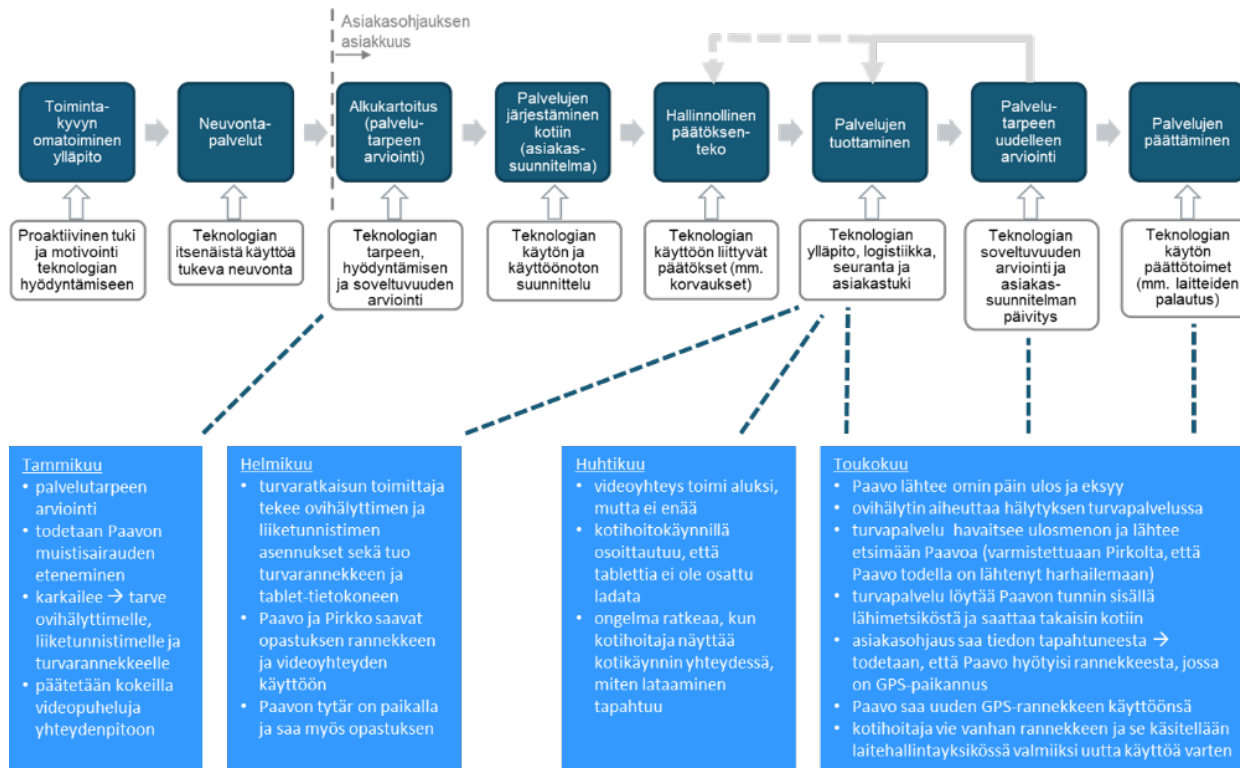 Asiakasohjauksen
asiakkuus
Toiminta-
kyvyn
omatoiminen
ylläpito
Neuvonta-
palvelut
Alkukartoitus
(palvelu-
tarpeen
arviointi)
Palvelujen
järjestäminen
kotiin
(asiakas-
suunnitelma)
Hallinnollinen
päätöksen-
teko
Palvelujen
tuottaminen
Palvelu-
tarpeen
uudelleen
arviointi
Palvelujen
päättäminen
Proaktiivinen tuki
ja motivointi
teknologian
hyödyntämiseen
Teknologian
itsenäistä käyttöä
tukeva neuvonta
Teknologian
tarpeen,
hyödyntämisen
ja soveltuvuuden
arviointi
Teknologian
käytön ja
käyttöönoton
suunnittelu
Teknologian
käyttöön liittyvät
päätökset (mm.
korvaukset)
Teknologian
ylläpito, logistiikka,
seuranta ja
asiakastuki
Teknologian
soveltuvuuden
arviointi ja
asiakas-
suunnitelman
päivitys
Teknologian
käytön
päättötoimet
(mm. laitteiden
palautus)
Tammikuu
• palvelutarpeen
arviointi
• todetaan Paavon
muistisairauden
eteneminen
• karkailee → tarve
ovihälyttimelle,
liiketunnistimelle ja
turvarannekkeelle
• päätetään kokeilla
videopuheluja
yhteydenpitoon
Helmikuu
• turvaratkaisun toimittaja
tekee ovihälyttimen ja
liiketunnistimen
asennukset sekä tuo
turvarannekkeen ja
tablet-tietokoneen
• Paavo ja Pirkko saavat
opastuksen rannekkeen
ja videoyhteyden
käyttöön
• Paavon tytär on paikalla
ja saa myös opastuksen
Huhtikuu
• videoyhteys toimi aluksi,
mutta ei enää
• kotihoitokäynnillä
osoittautuu, että
tablettia ei ole osattu
ladata
• ongelma ratkeaa, kun
kotihoitaja näyttää
kotikäynnin yhteydessä,
miten lataaminen
tapahtuu
Toukokuu
• Paavo lähtee omin päin ulos ja eksyy
• ovihälytin aiheuttaa hälytyksen turvapalvelussa
• turvapalvelu havaitsee ulosmenon ja lähtee
etsimään Paavoa (varmistettuaan Pirkolta, että
Paavo todella on lähtenyt harhailemaan)
• turvapalvelu löytää Paavon tunnin sisällä
lähimetsiköstä ja saattaa takaisin kotiin
• asiakasohjaus saa tiedon tapahtuneesta →
todetaan, että Paavo hyötyisi rannekkeesta, jossa
on GPS-paikannus
• Paavo saa uuden GPS-rannekkeen käyttöönsä
• kotihoitaja vie vanhan rannekkeen ja se käsitellään
laitehallintayksikössä valmiiksi uutta käyttöä varten